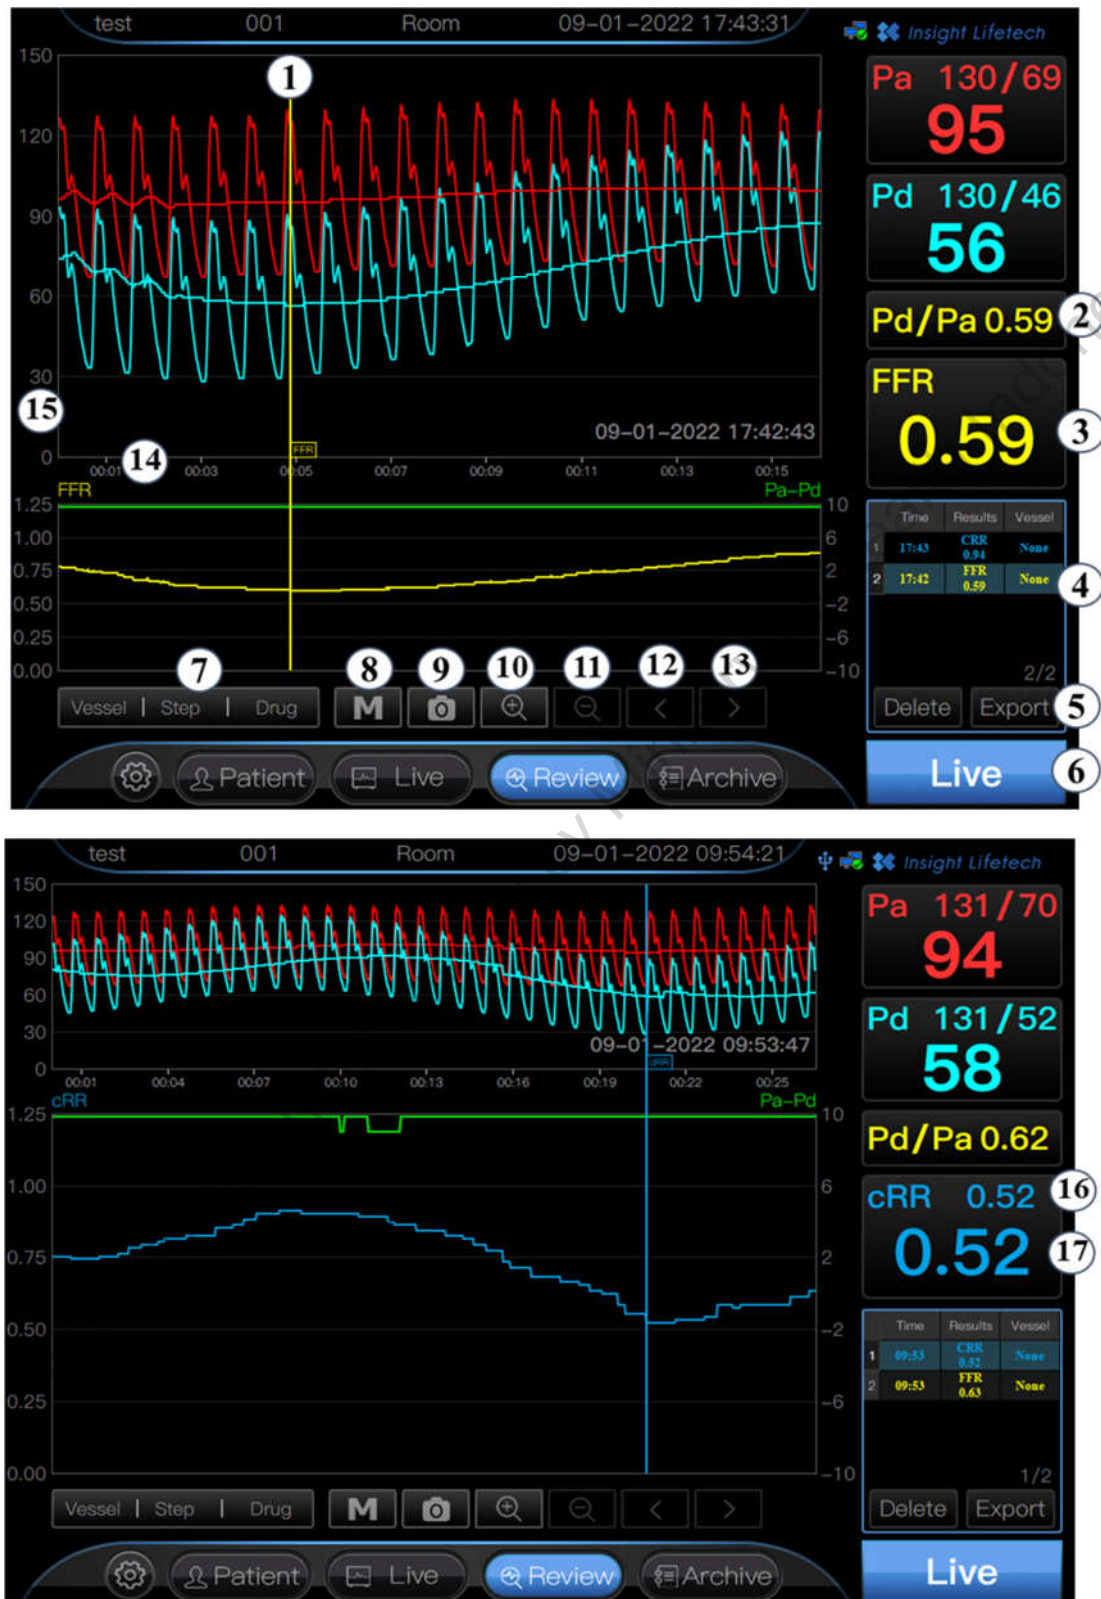 test 001 Room 09-01-2022 17:43:31 Insight Lifetech
150
120
90
60
30
0
1
Pa 130/69
95
Pd 130/46
56
Pd/Pa 0.59 2
FFR
0.59 3
15
09-01-2022 17:42:43
FFR
00:01 14 00:03 00:05 00:07 00:09 00:11 00:13 00:15
FFR Pa-Pd
1.25 10
1.00 6
0.75 2
0.50 -2
0.25 -6
0.00 -10
Time Results Vessel
1 17:43 CRR 0.94 None
2 17:42 FFR 0.59 None
4
2/2
Delete Export 5
7 8 9 10 11 12 13
Vessel | Step | Drug M < >
Patient Live Review Archive
Live 6
test 001 Room 09-01-2022 09:54:21 Insight Lifetech
150
120
90
60
30
0
Pa 131/70
94
Pd 131/52
58
Pd/Pa 0.62
cRR 0.52 16
0.52 17
09-01-2022 09:53:47
cRR
00:01 00:04 00:07 00:10 00:13 00:16 00:19 00:22 00:25
cRR Pa-Pd
1.25 10
1.00 6
0.75 2
0.50 -2
0.25 -6
0.00 -10
Time Results Vessel
1 09:53 CRR 0.52 None
2 09:53 FFR 0.63 None
1/2
Delete Export
Vessel | Step | Drug M < >
Patient Live Review Archive
Live